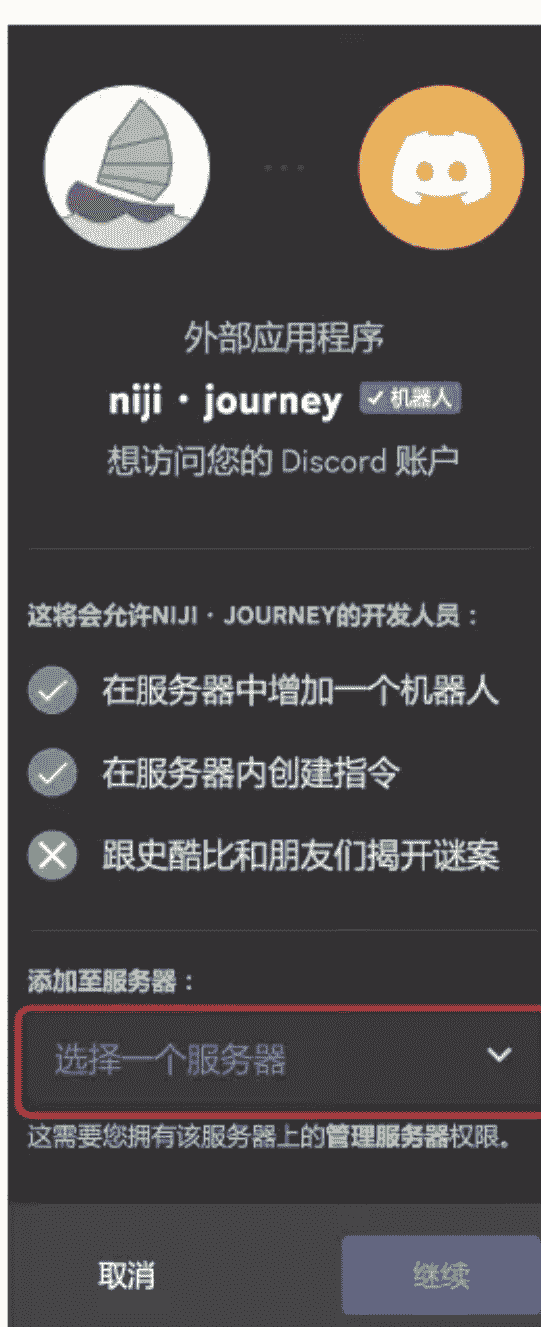 外部应用程序
niji · journey ✓ 机器人
想访问您的 Discord 账户
这将会允许NIJI · JOURNEY的开发人员：
在服务器中增加一个机器人
在服务器内创建指令
跟史酷比和朋友们揭开谜案
添加至服务器：
选择一个服务器
这需要您拥有该服务器上的管理服务器权限。
取消 继续